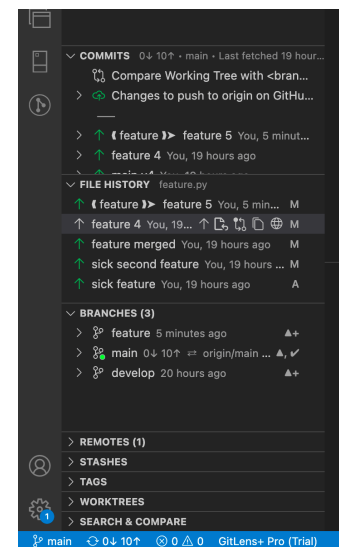 COMMITS 0↓ 10↑ • main • Last fetched 19 hour...
Compare Working Tree with <bran...
Changes to push to origin on GitHu...
feature feature 5 You, 5 minut...
feature 4 You, 19 hours ago
FILE HISTORY feature.py
feature feature 5 You, 5 min... M
feature 4 You, 19... M
feature merged You, 19 hours ago M
sick second feature You, 19 hours ... M
sick feature You, 19 hours ago A
BRANCHES (3)
feature 5 minutes ago ▲+
main 0↓ 10↑ ⇄ origin/main ... ▲, ✔
develop 20 hours ago ▲+
REMOTES (1)
STASHES
TAGS
WORKTREES
SEARCH & COMPARE
1
main 0↓ 10↑ 0 0 GitLens+ Pro (Trial)